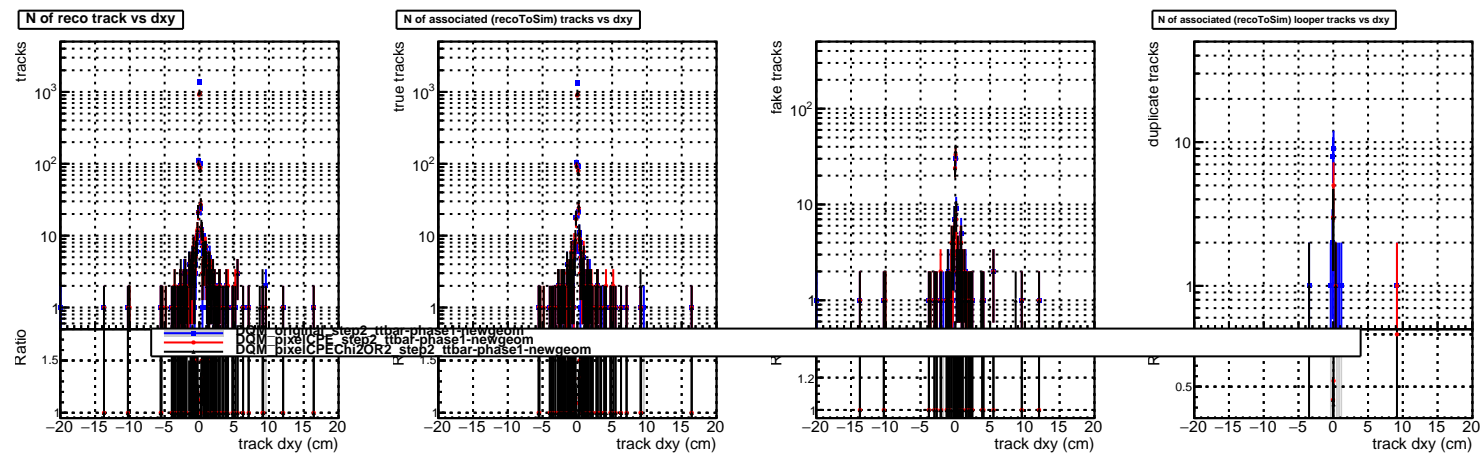 N of reco track vs dxy
tracks
10³
10²
10
1
Ratio
1.5
1
−20 −15 −10 −5 0 5 10 15 20
track dxy (cm)
N of associated (recoToSim) tracks vs dxy
true tracks
10³
10²
10
1
1.5
1
−20 −15 −10 −5 0 5 10 15 20
track dxy (cm)
fake tracks
10²
10
1
1.2
1
−20 −15 −10 −5 0 5 10 15 20
track dxy (cm)
N of associated (recoToSim) looper tracks vs dxy
duplicate tracks
10
1
0.5
−20 −15 −10 −5 0 5 10 15 20
track dxy (cm)
DQM_original_step2_ttbar-phase1-newgeom
DQM_pixelCPE_step2_ttbar-phase1-newgeom
DQM_pixelCPEChi2OR2_step2_ttbar-phase1-newgeom